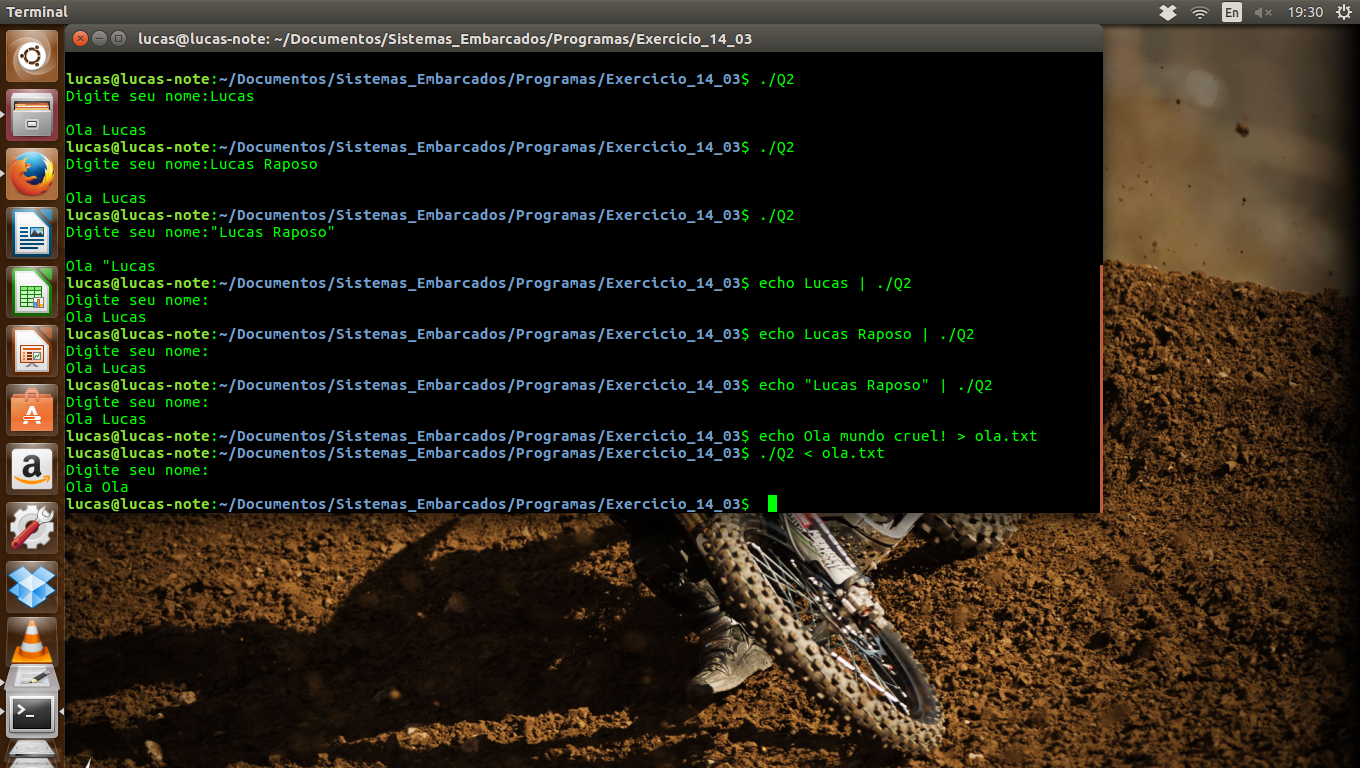 Terminal
En
19:30
lucas@lucas-note: ~/Documentos/Sistemas_Embarcados/Programas/Exercicio_14_03
lucas@lucas-note:~/Documentos/Sistemas_Embarcados/Programas/Exercicio_14_03$ ./Q2
Digite seu nome:Lucas
Ola Lucas
lucas@lucas-note:~/Documentos/Sistemas_Embarcados/Programas/Exercicio_14_03$ ./Q2
Digite seu nome:Lucas Raposo
Ola Lucas
lucas@lucas-note:~/Documentos/Sistemas_Embarcados/Programas/Exercicio_14_03$ ./Q2
Digite seu nome:"Lucas Raposo"
Ola "Lucas
lucas@lucas-note:~/Documentos/Sistemas_Embarcados/Programas/Exercicio_14_03$ echo Lucas | ./Q2
Digite seu nome:
Ola Lucas
lucas@lucas-note:~/Documentos/Sistemas_Embarcados/Programas/Exercicio_14_03$ echo Lucas Raposo | ./Q2
Digite seu nome:
Ola Lucas
lucas@lucas-note:~/Documentos/Sistemas_Embarcados/Programas/Exercicio_14_03$ echo "Lucas Raposo" | ./Q2
Digite seu nome:
Ola Lucas
lucas@lucas-note:~/Documentos/Sistemas_Embarcados/Programas/Exercicio_14_03$ echo Ola mundo cruel! > ola.txt
lucas@lucas-note:~/Documentos/Sistemas_Embarcados/Programas/Exercicio_14_03$ ./Q2 < ola.txt
Digite seu nome:
Ola Ola
lucas@lucas-note:~/Documentos/Sistemas_Embarcados/Programas/Exercicio_14_03$